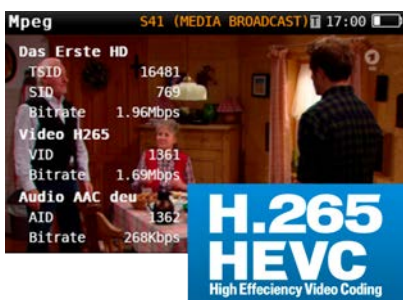 Mpeg S41 (MEDIA BROADCAST) T 17:00
Das Erste HD
TSID 16481
SID 769
Bitrate 1.96Mbps
Video H265
VID 1361
Bitrate 1.69Mbps
Audio AAC deu
AID 1362
Bitrate 268Kbps
H.265
HEVC
High Effeciency Video Coding